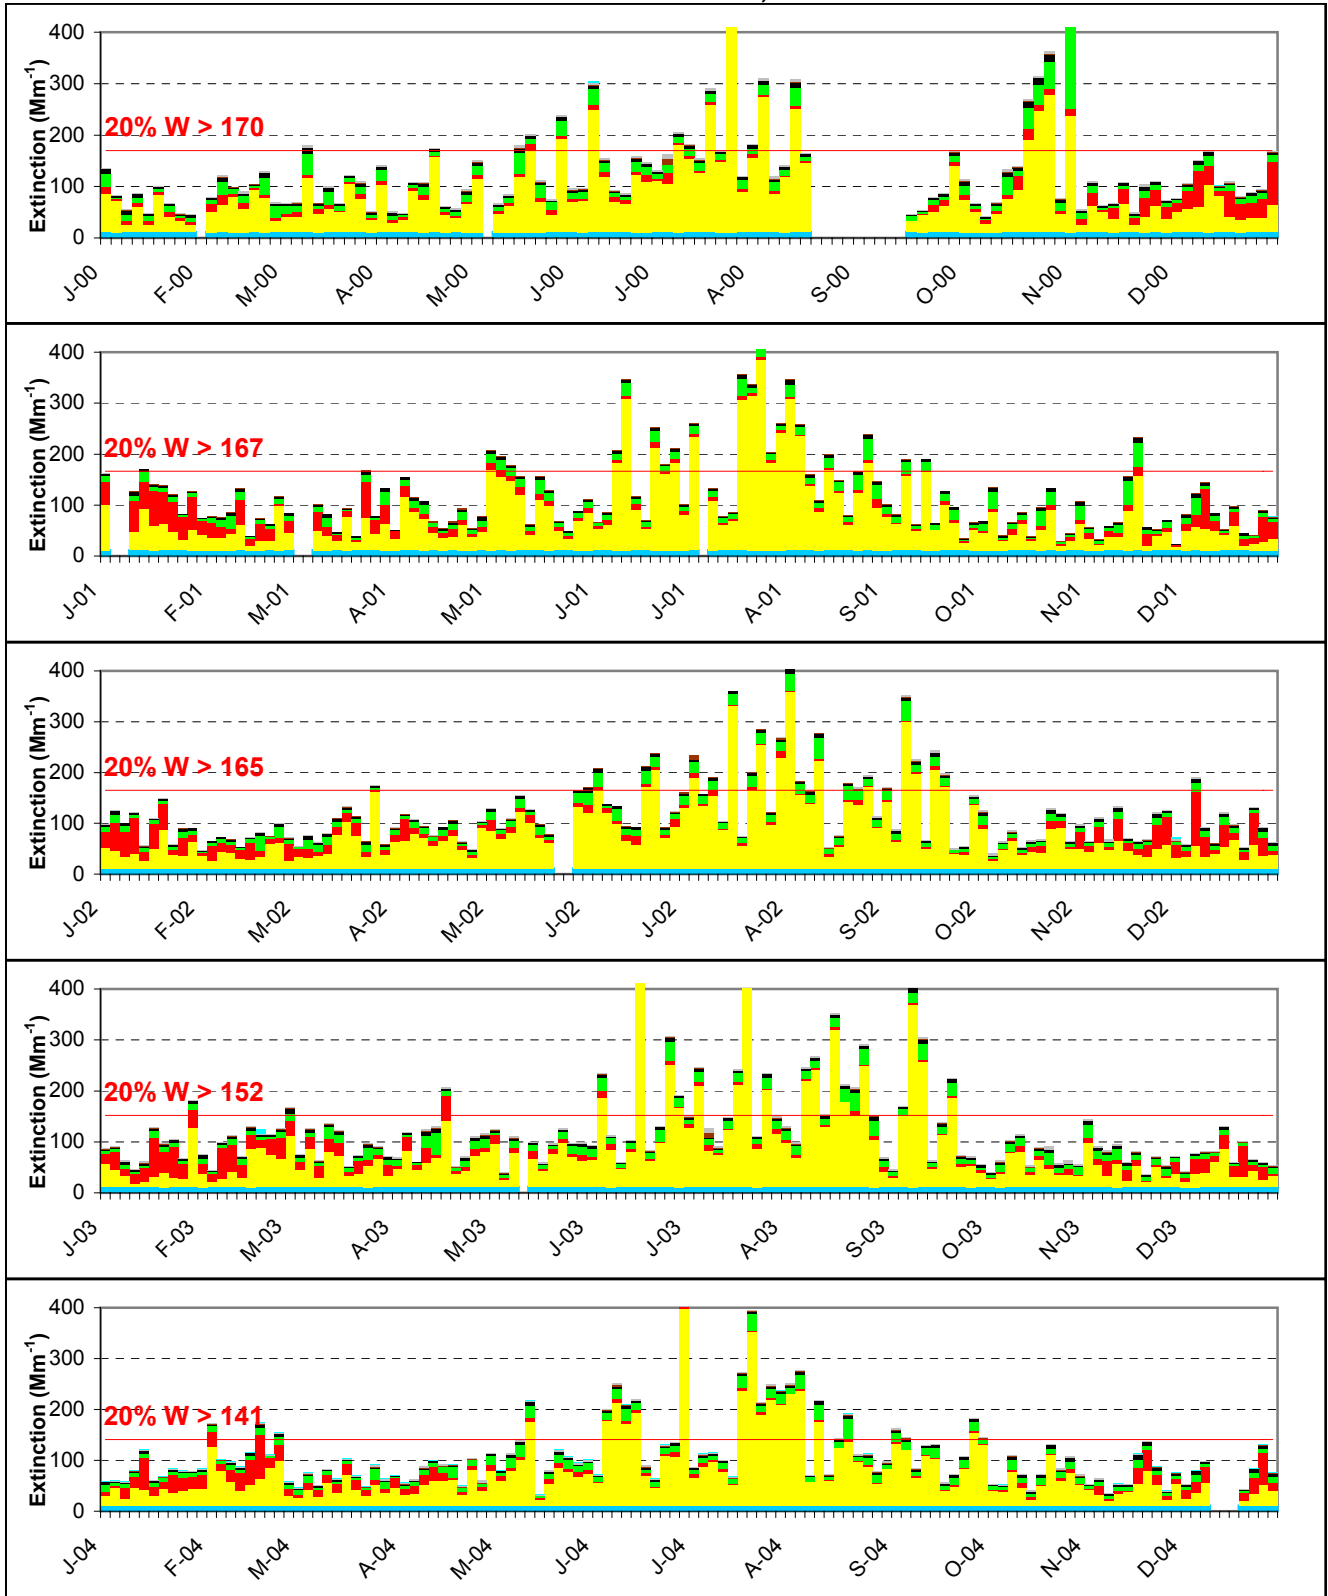 400
300
200
100
0
Extinction (Mm-1)
20% W > 170
J-00 F-00 M-00 A-00 M-00 J-00 J-00 A-00 S-00 O-00 N-00 D-00
400
300
200
100
0
Extinction (Mm-1)
20% W > 167
J-01 F-01 M-01 A-01 M-01 J-01 J-01 A-01 S-01 O-01 N-01 D-01
400
300
200
100
0
Extinction (Mm-1)
20% W > 165
J-02 F-02 M-02 A-02 M-02 J-02 J-02 A-02 S-02 O-02 N-02 D-02
400
300
200
100
0
Extinction (Mm-1)
20% W > 152
J-03 F-03 M-03 A-03 M-03 J-03 J-03 A-03 S-03 O-03 N-03 D-03
400
300
200
100
0
Extinction (Mm-1)
20% W > 141
J-04 F-04 M-04 A-04 M-04 J-04 J-04 A-04 S-04 O-04 N-04 D-04